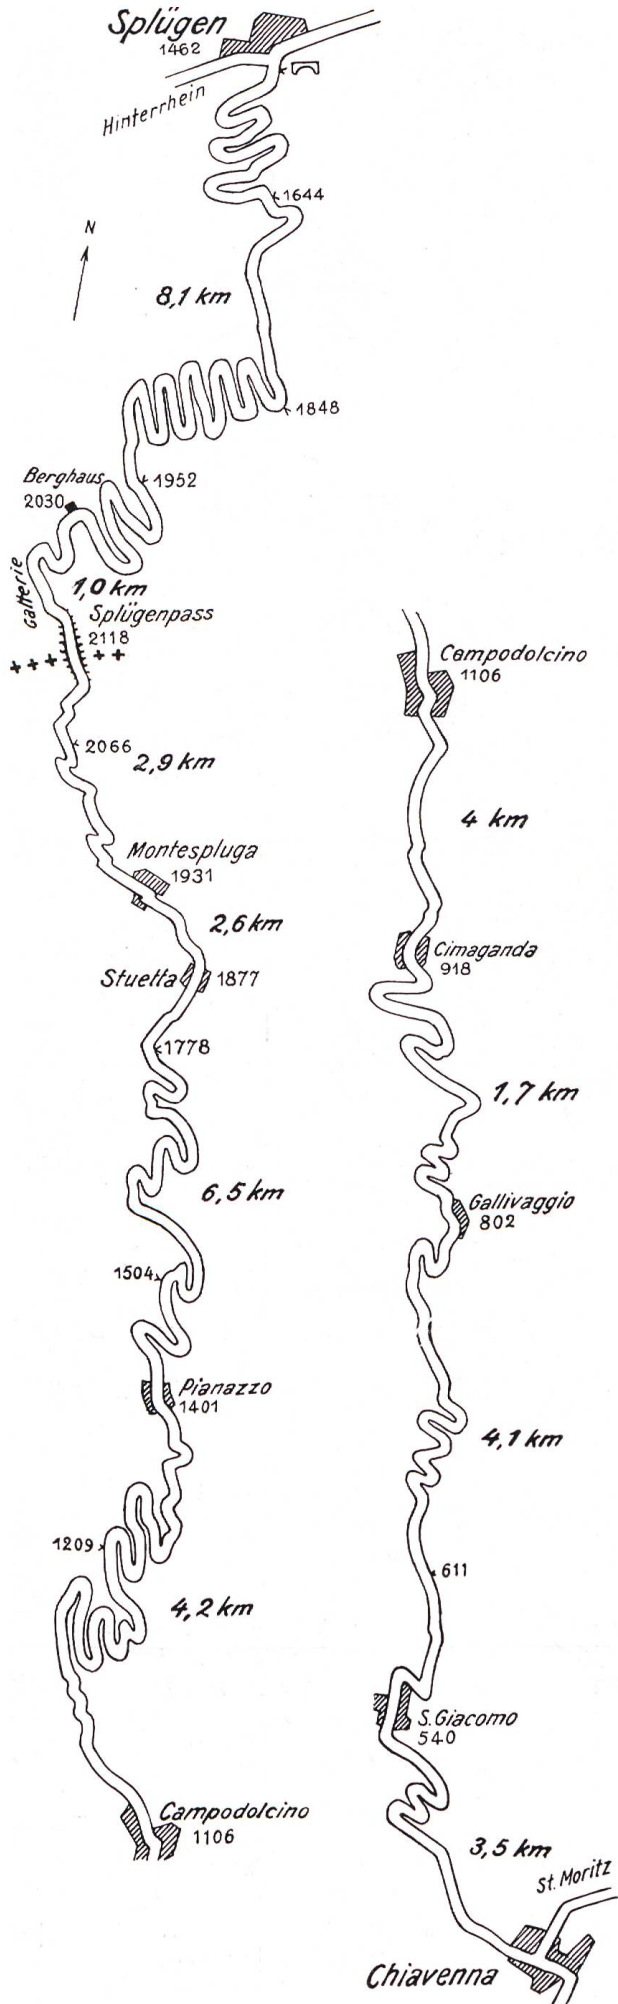 Splügen
1462
Hinterrhein
1644
N
8,1 km
1848
1952
Berghaus
2030
Gallerie
1,0 km
Splügenpass
2118
2066
2,9 km
Montespluga
1931
2,6 km
Stuetta
1877
1778
6,5 km
1504
Pianazzo
1401
1209
4,2 km
Campodolcino
1106
Campodolcino
1106
4 km
Cimaganda
918
1,7 km
Gallivaggio
802
4,1 km
611
S. Giacomo
540
3,5 km
St. Moritz
Chiavenna